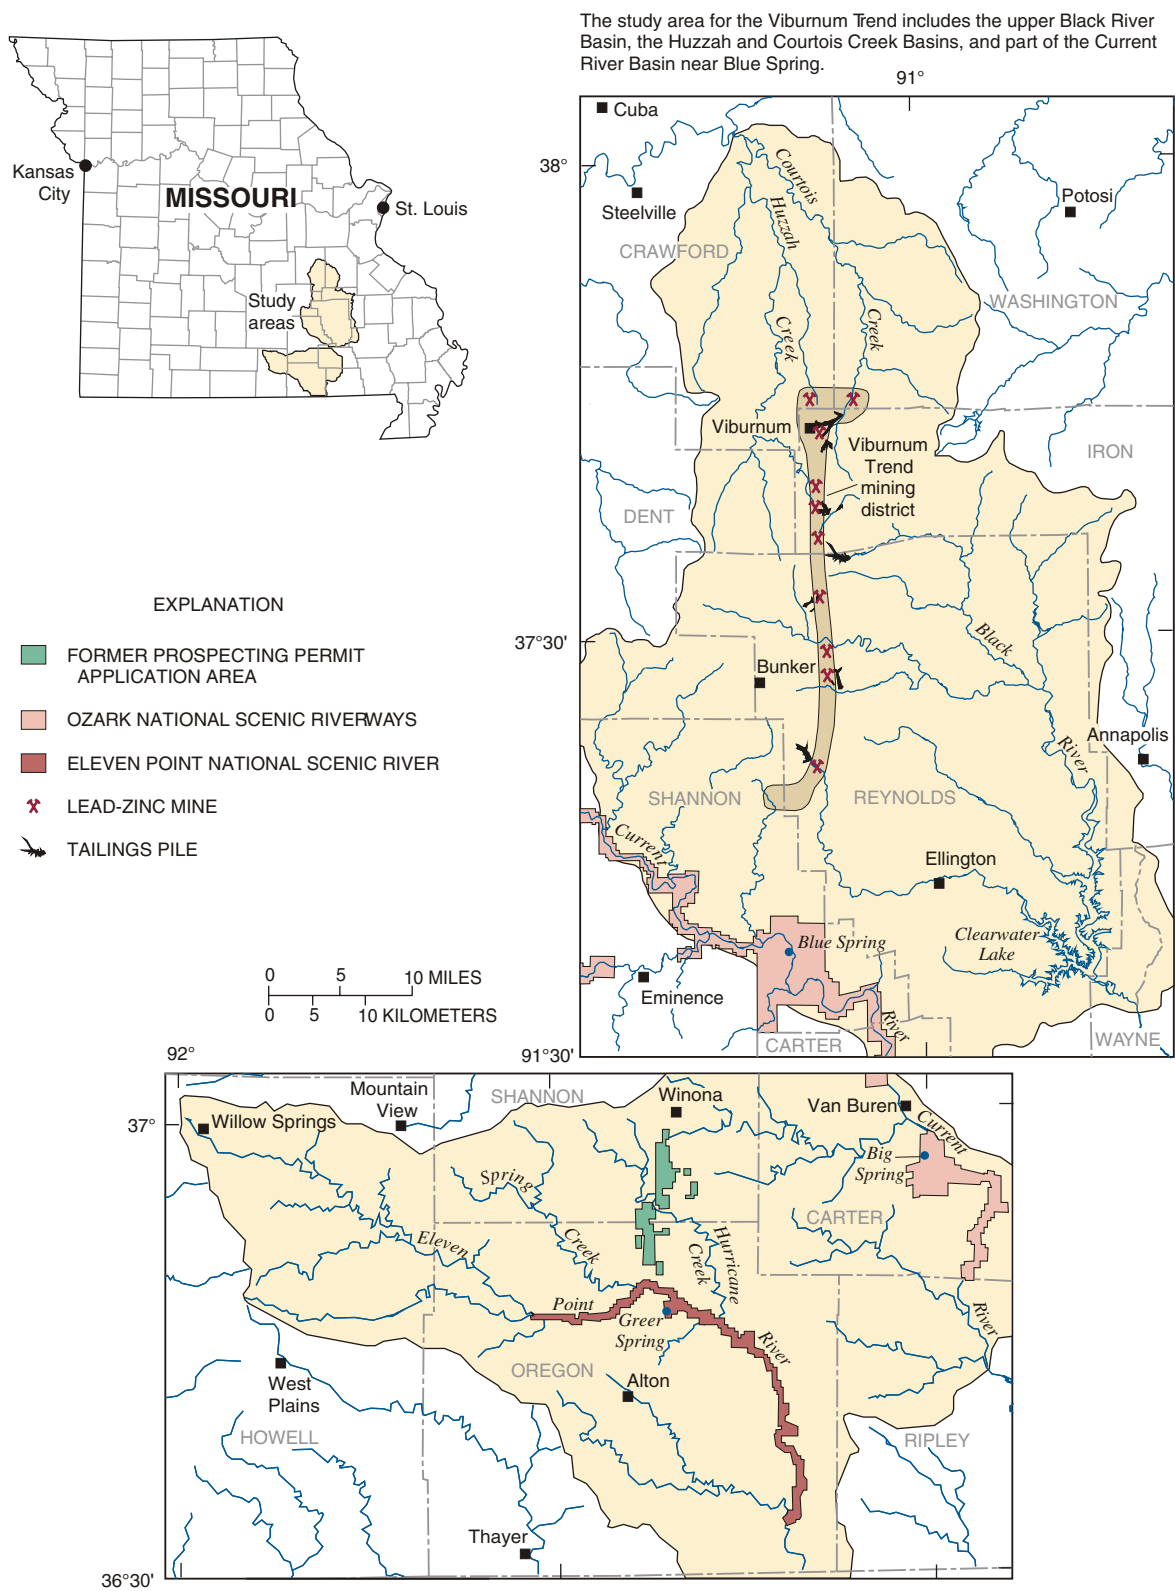 The study area for the Viburnum Trend includes the upper Black River
Basin, the Huzzah and Courtois Creek Basins, and part of the Current
River Basin near Blue Spring.
91°
38°
37°30'
91°30'
Kansas
City
MISSOURI
St. Louis
Study
areas
Cuba
Steelville
Potosi
CRAWFORD
WASHINGTON
Courtois
Huzzah
Creek
Creek
Viburnum
Viburnum
Trend
mining
district
IRON
DENT
Black
Bunker
River
Annapolis
SHANNON
REYNOLDS
Current
Ellington
Clearwater
Lake
Blue Spring
Eminence
River
CARTER
WAYNE
EXPLANATION
FORMER PROSPECTING PERMIT
APPLICATION AREA
OZARK NATIONAL SCENIC RIVERWAYS
ELEVEN POINT NATIONAL SCENIC RIVER
LEAD-ZINC MINE
TAILINGS PILE
0 5 10 MILES
0 5 10 KILOMETERS
92°
37°
36°30'
Mountain
View
SHANNON
Winona
Van Buren
Willow Springs
Current
Big
Spring
Spring
Creek
Eleven
Hurricane
Creek
CARTER
Point
Greer
Spring
River
River
OREGON
Alton
West
Plains
HOWELL
RIPLEY
Thayer